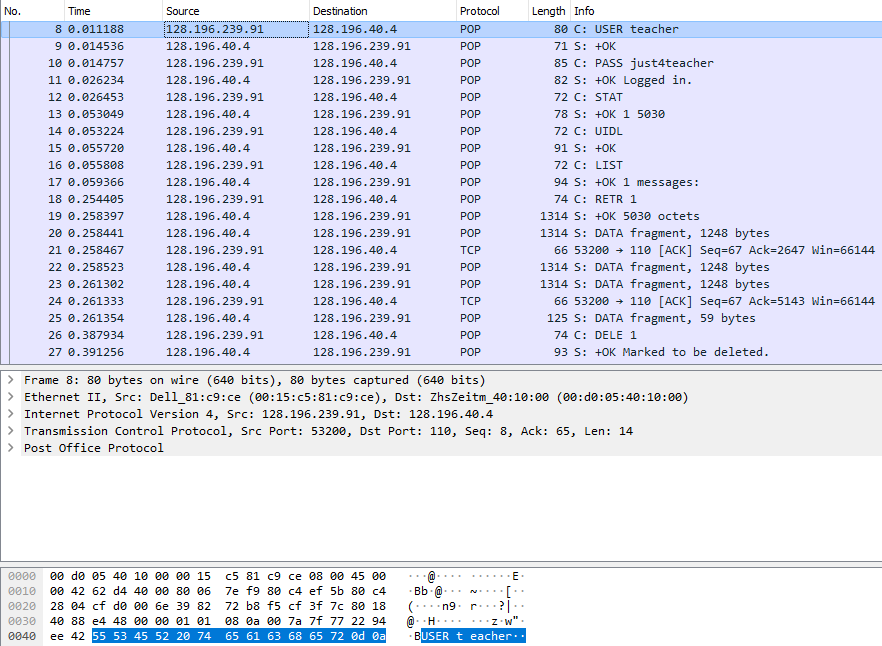 No. Time Source Destination Protocol Length Info
8 0.011188 128.196.239.91 128.196.40.4 POP 80 C: USER teacher
9 0.014536 128.196.40.4 128.196.239.91 POP 71 S: +OK
10 0.014757 128.196.239.91 128.196.40.4 POP 85 C: PASS just4teacher
11 0.026234 128.196.40.4 128.196.239.91 POP 82 S: +OK Logged in.
12 0.026453 128.196.239.91 128.196.40.4 POP 72 C: STAT
13 0.053049 128.196.40.4 128.196.239.91 POP 78 S: +OK 1 5030
14 0.053224 128.196.239.91 128.196.40.4 POP 72 C: UIDL
15 0.055720 128.196.40.4 128.196.239.91 POP 91 S: +OK
16 0.055808 128.196.239.91 128.196.40.4 POP 72 C: LIST
17 0.059366 128.196.40.4 128.196.239.91 POP 94 S: +OK 1 messages:
18 0.254405 128.196.239.91 128.196.40.4 POP 74 C: RETR 1
19 0.258397 128.196.40.4 128.196.239.91 POP 1314 S: +OK 5030 octets
20 0.258441 128.196.40.4 128.196.239.91 POP 1314 S: DATA fragment, 1248 bytes
21 0.258467 128.196.239.91 128.196.40.4 TCP 66 53200 → 110 [ACK] Seq=67 Ack=2647 Win=66144
22 0.258523 128.196.40.4 128.196.239.91 POP 1314 S: DATA fragment, 1248 bytes
23 0.261302 128.196.40.4 128.196.239.91 POP 1314 S: DATA fragment, 1248 bytes
24 0.261333 128.196.239.91 128.196.40.4 TCP 66 53200 → 110 [ACK] Seq=67 Ack=5143 Win=66144
25 0.261354 128.196.40.4 128.196.239.91 POP 125 S: DATA fragment, 59 bytes
26 0.387934 128.196.239.91 128.196.40.4 POP 74 C: DELE 1
27 0.391256 128.196.40.4 128.196.239.91 POP 93 S: +OK Marked to be deleted.
Frame 8: 80 bytes on wire (640 bits), 80 bytes captured (640 bits)
Ethernet II, Src: Dell_81:c9:ce (00:15:c5:81:c9:ce), Dst: ZhsZeitm_40:10:00 (00:d0:05:40:10:00)
Internet Protocol Version 4, Src: 128.196.239.91, Dst: 128.196.40.4
Transmission Control Protocol, Src Port: 53200, Dst Port: 110, Seq: 8, Ack: 65, Len: 14
Post Office Protocol
0000 00 d0 05 40 10 00 00 15 c5 81 c9 ce 08 00 45 00 ···@···· ······E·
0010 00 42 62 d4 40 00 80 06 7e f9 80 c4 ef 5b 80 c4 ·Bb·@··· ~····[··
0020 28 04 cf d0 00 6e 39 82 72 b8 f5 cf 3f 7c 80 18 (····n9· r···?|··
0030 40 88 e4 48 00 00 01 01 08 0a 00 7a 7f 77 22 94 @··H···· ···z·w"·
0040 ee 42 55 53 45 52 20 74 65 61 63 68 65 72 0d 0a ·BUSER t eacher··